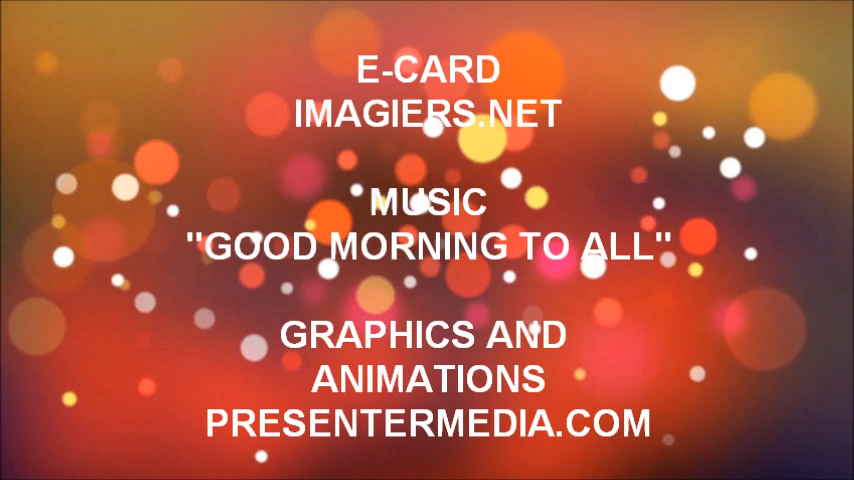 E-CARD
IMAGIERS.NET
MUSIC
"GOOD MORNING TO ALL"
GRAPHICS AND
ANIMATIONS
PRESENTERMEDIA.COM